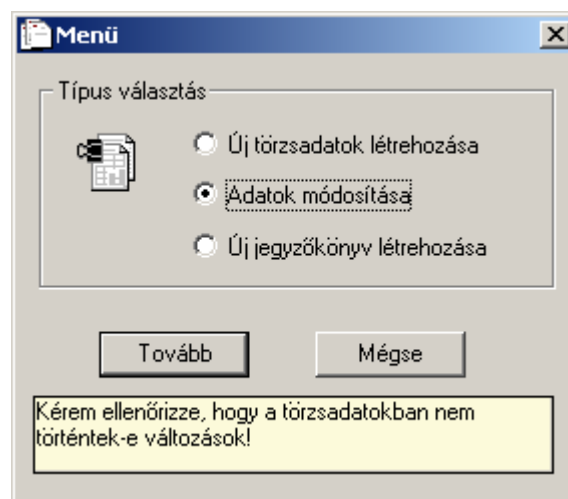 Menü
Típus választás
Új törzsadatok létrehozása
Adatok módosítása
Új jegyzőkönyv létrehozása
Tovább
Mégse
Kérem ellenőrizze, hogy a törzsadatokban nem
történtek-e változások!